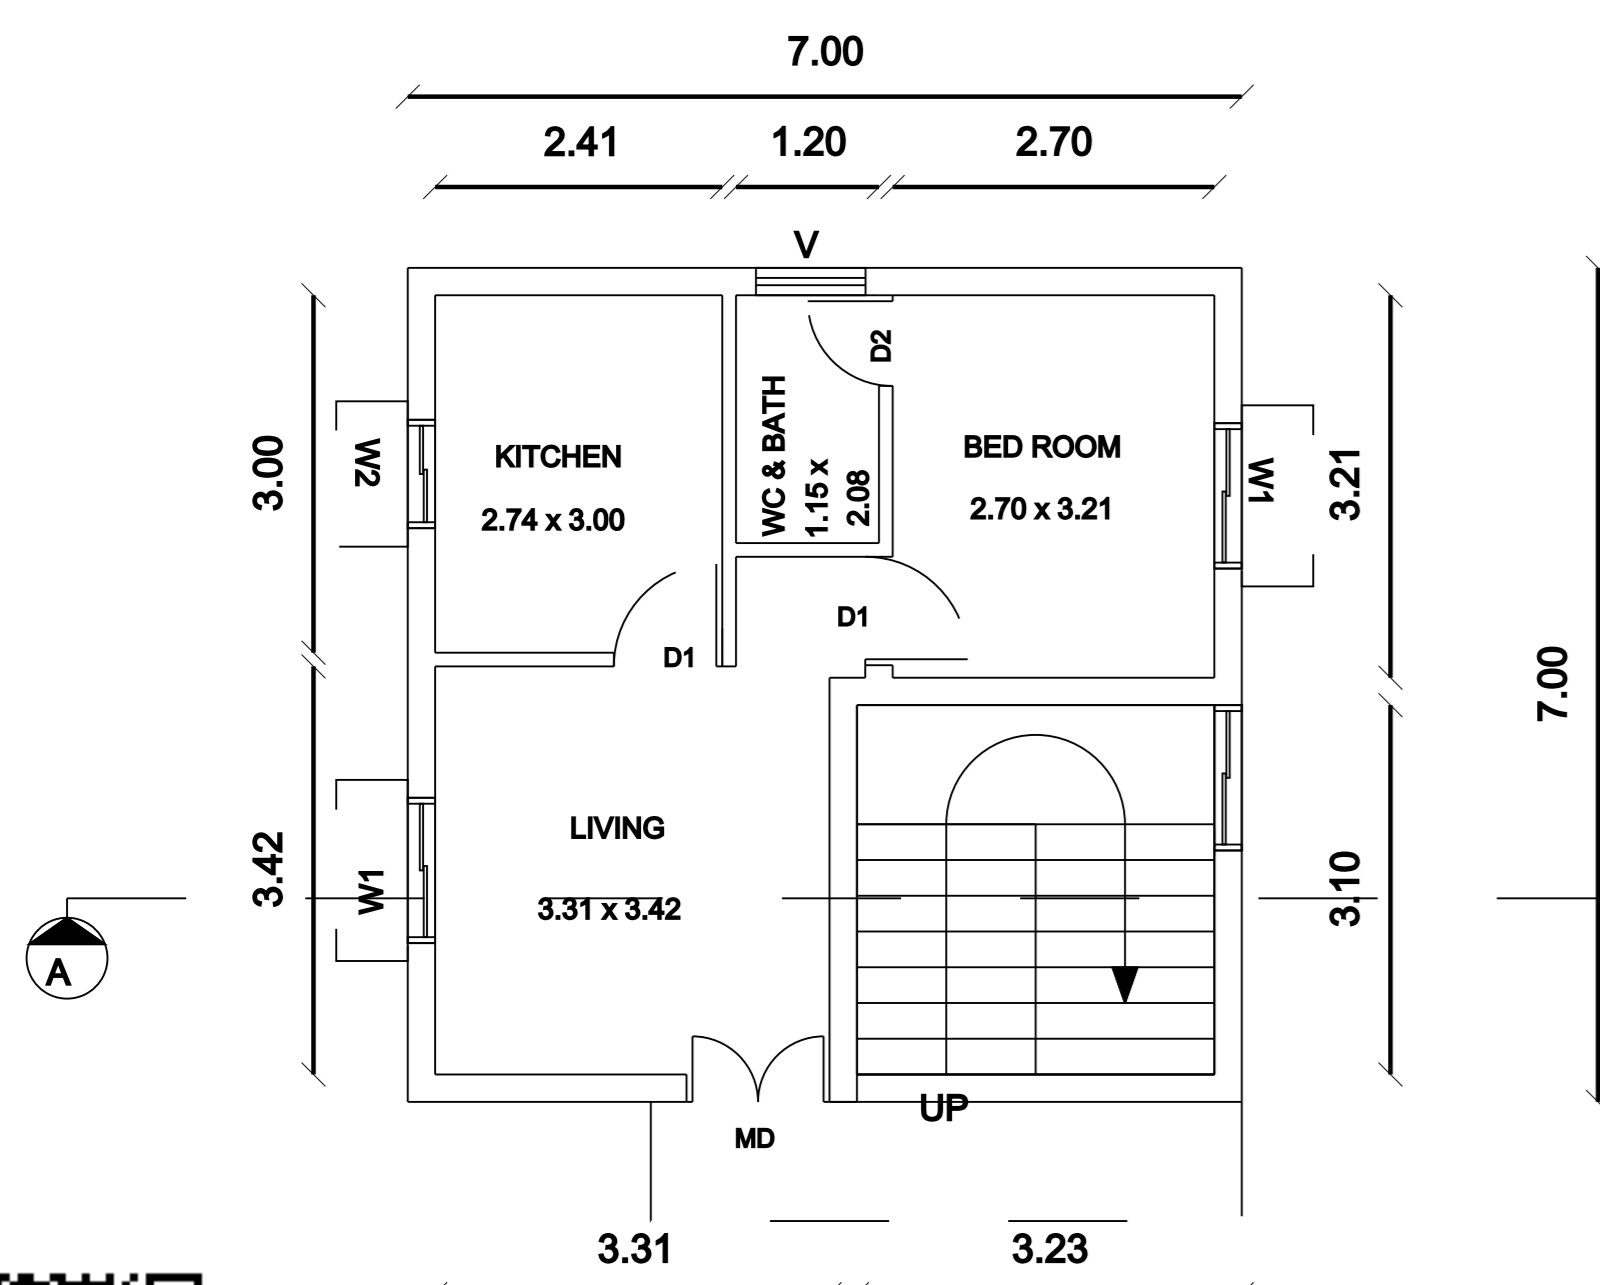 7.00
2.41 1.20 2.70
V
D2
WC & BATH
1.15 x
2.08
KITCHEN
2.74 x 3.00
BED ROOM
2.70 x 3.21
W2
W1
3.00
3.21
D1
D1
7.00
LIVING
3.31 x 3.42
W1
3.42
3.10
A
UP
MD
3.31 3.23